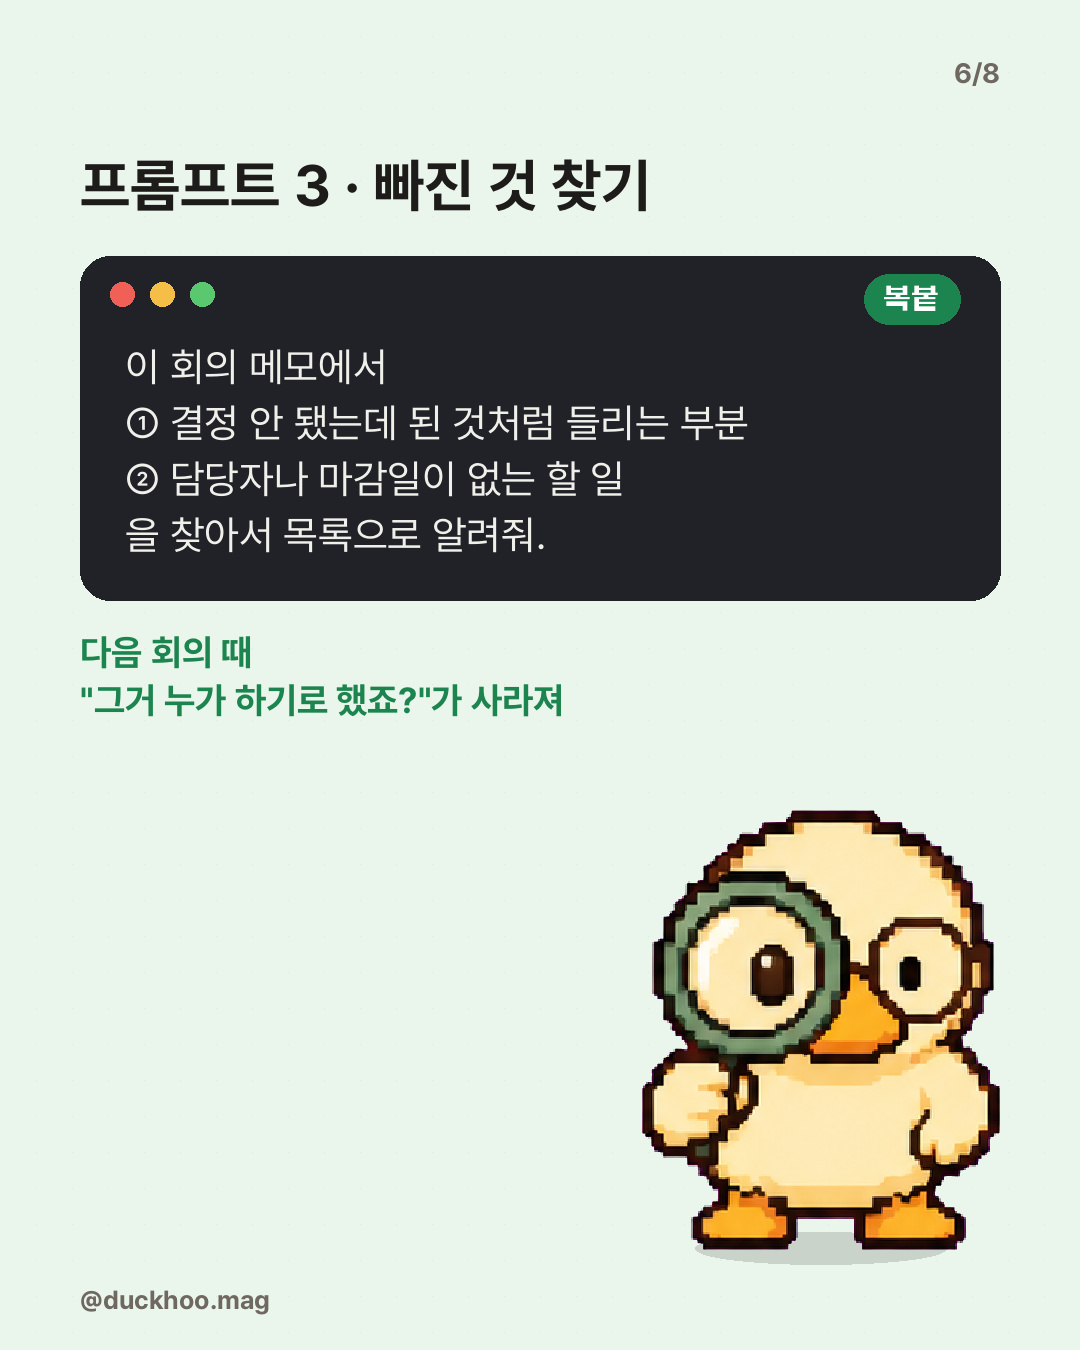 6/8
프롬프트 3 · 빠진 것 찾기
복붙
이 회의 메모에서
① 결정 안 됐는데 된 것처럼 들리는 부분
② 담당자나 마감일이 없는 할 일
을 찾아서 목록으로 알려줘.
다음 회의 때
"그거 누가 하기로 했죠?"가 사라져
@duckhoo.mag